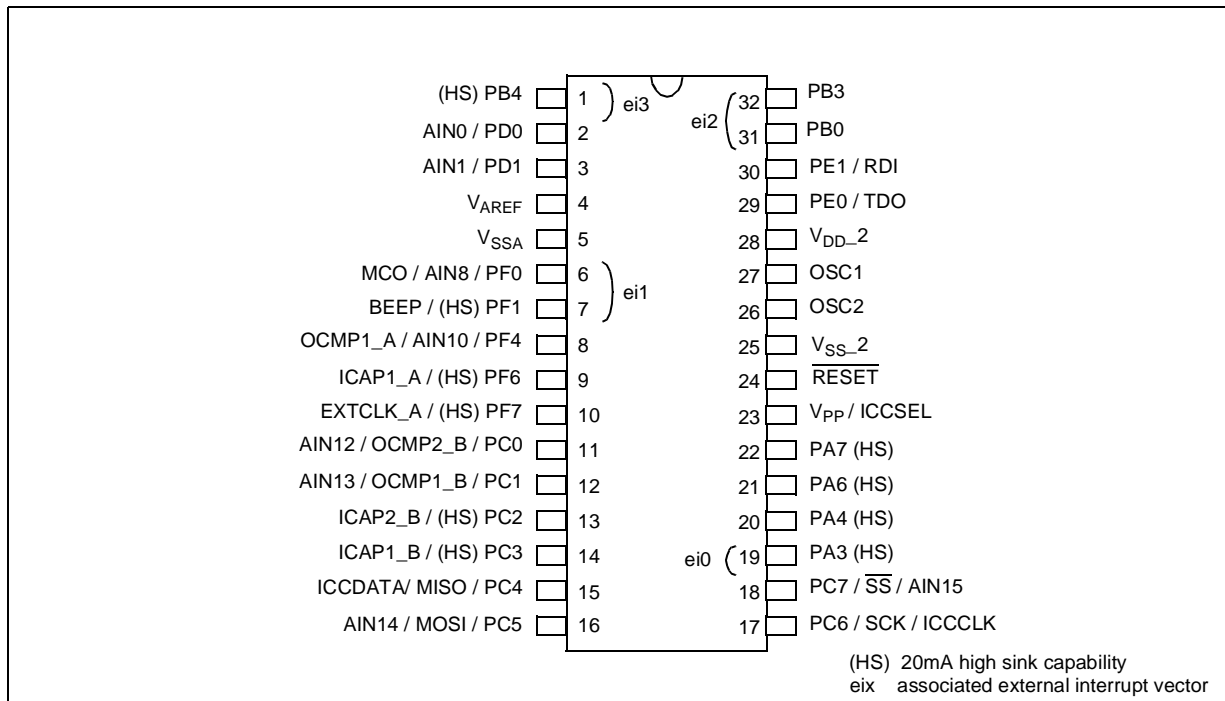 (HS) PB4 1 ei3 ei2 32 PB3
AIN0 / PD0 2 31 PB0
AIN1 / PD1 3 30 PE1 / RDI
VAREF 4 29 PE0 / TDO
VSSA 5 28 VDD_2
MCO / AIN8 / PF0 6 27 OSC1
ei1
BEEP / (HS) PF1 7 26 OSC2
OCMP1_A / AIN10 / PF4 8 25 VSS_2
ICAP1_A / (HS) PF6 9 24 RESET
EXTCLK_A / (HS) PF7 10 23 VPP / ICCSEL
AIN12 / OCMP2_B / PC0 11 22 PA7 (HS)
AIN13 / OCMP1_B / PC1 12 21 PA6 (HS)
ICAP2_B / (HS) PC2 13 20 PA4 (HS)
ICAP1_B / (HS) PC3 14 ei0 19 PA3 (HS)
ICCDATA/ MISO / PC4 15 18 PC7 / SS / AIN15
AIN14 / MOSI / PC5 16 17 PC6 / SCK / ICCCLK
(HS) 20mA high sink capability
eix associated external interrupt vector